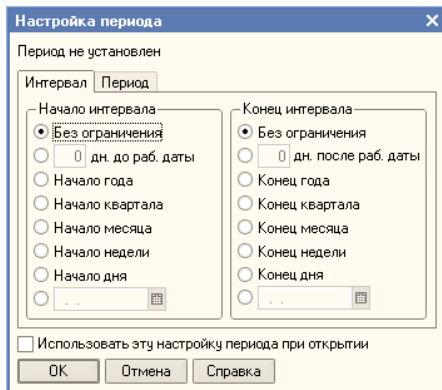 Настройка периода
Период не установлен
Интервал Период
Начало интервала
Без ограничения
0 дн. до раб. даты
Начало года
Начало квартала
Начало месяца
Начало недели
Начало дня
. .
Конец интервала
Без ограничения
0 дн. после раб. даты
Конец года
Конец квартала
Конец месяца
Конец недели
Конец дня
. .
Использовать эту настройку периода при открытии
OK Отмена Справка